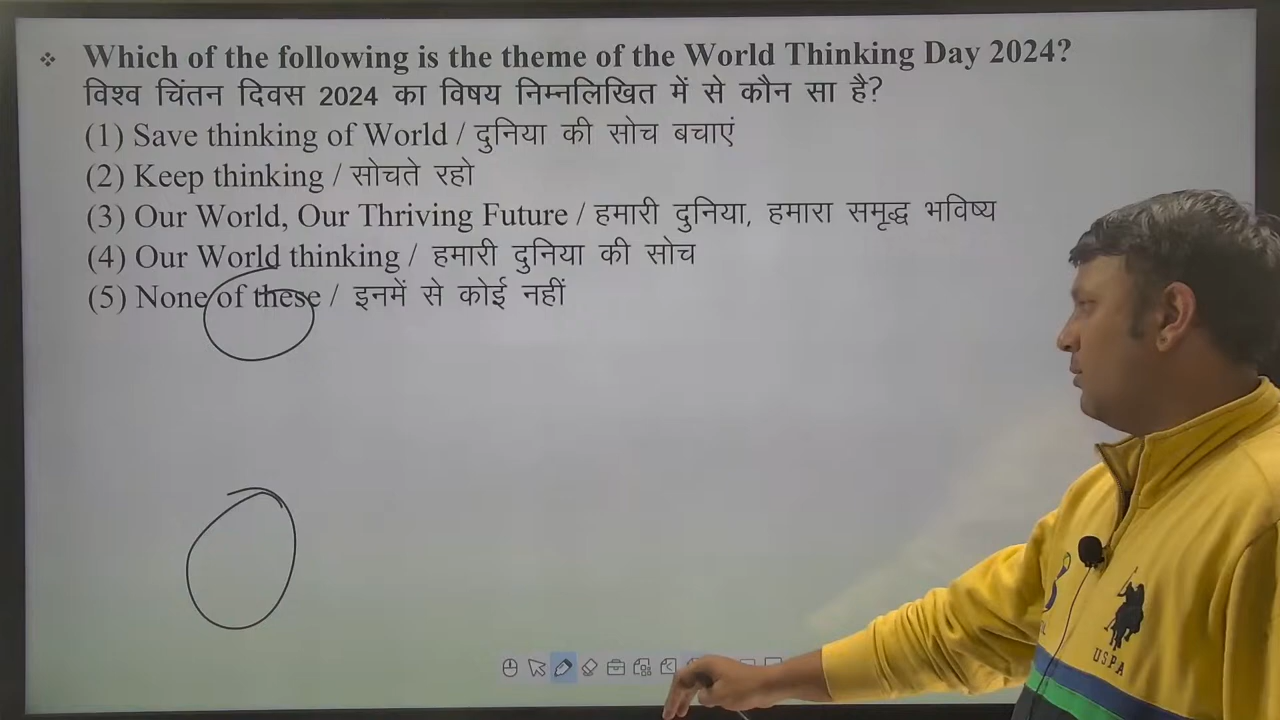 ❖ Which of the following is the theme of the World Thinking Day 2024?
विश्व चिंतन दिवस 2024 का विषय निम्नलिखित में से कौन सा है?
(1) Save thinking of World / दुनिया की सोच बचाएं
(2) Keep thinking / सोचते रहो
(3) Our World, Our Thriving Future / हमारी दुनिया, हमारा समृद्ध भविष्य
(4) Our World thinking / हमारी दुनिया की सोच
(5) None of these / इनमें से कोई नहीं
USPA